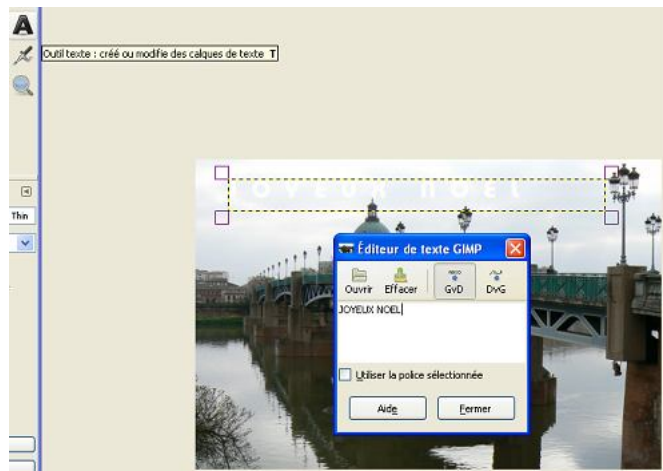 A
Outil texte : créé ou modifie des calques de texte T
JOYEUX NOEL
Thin
Éditeur de texte GIMP
Ouvrir Effacer GvD DvG
JOYEUX NOEL
Utiliser la police sélectionnée
Aide Fermer